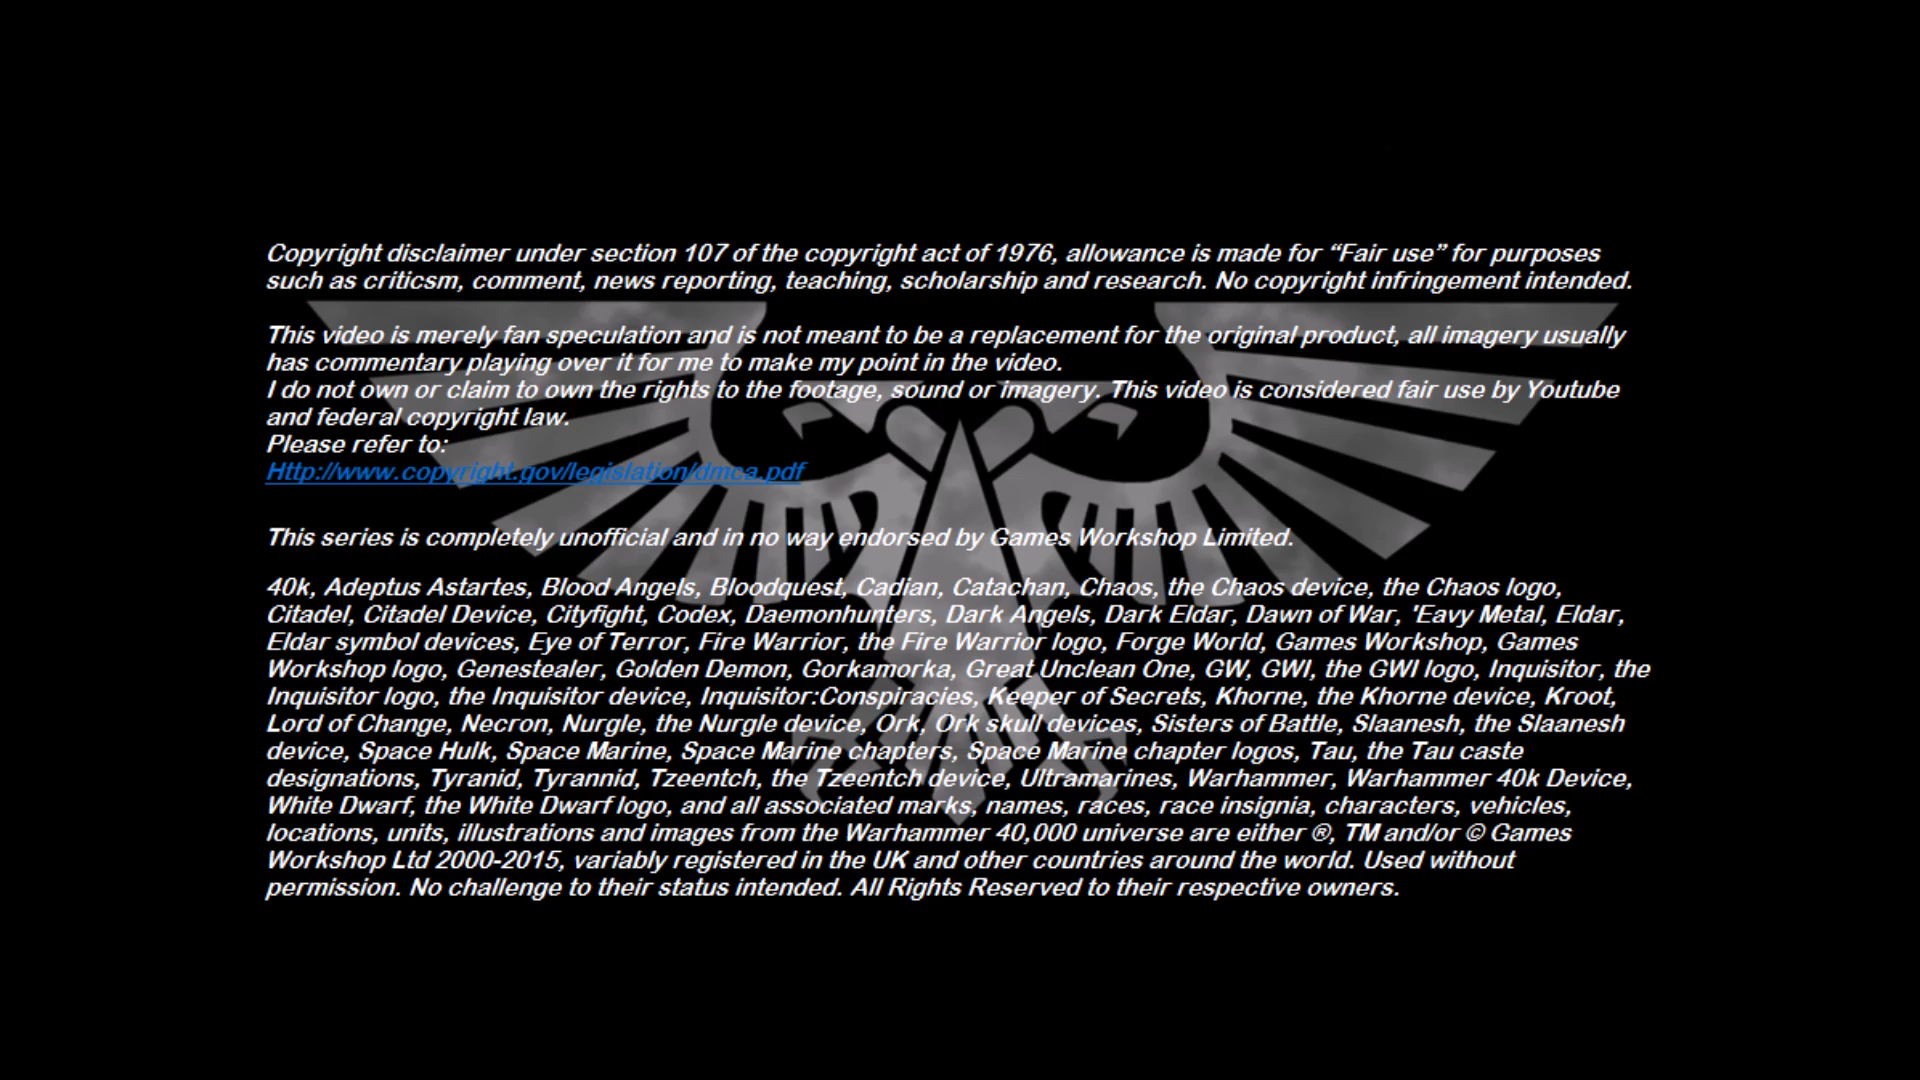 Copyright disclaimer under section 107 of the copyright act of 1976, allowance is made for “Fair use” for purposes
such as criticsm, comment, news reporting, teaching, scholarship and research. No copyright infringement intended.
This video is merely fan speculation and is not meant to be a replacement for the original product, all imagery usually
has commentary playing over it for me to make my point in the video.
I do not own or claim to own the rights to the footage, sound or imagery. This video is considered fair use by Youtube
and federal copyright law.
Please refer to:
Http://www.copyright.gov/legislation/dmca.pdf
This series is completely unofficial and in no way endorsed by Games Workshop Limited.
40k, Adeptus Astartes, Blood Angels, Bloodquest, Cadian, Catachan, Chaos, the Chaos device, the Chaos logo,
Citadel, Citadel Device, Cityfight, Codex, Daemonhunters, Dark Angels, Dark Eldar, Dawn of War, 'Eavy Metal, Eldar,
Eldar symbol devices, Eye of Terror, Fire Warrior, the Fire Warrior logo, Forge World, Games Workshop, Games
Workshop logo, Genestealer, Golden Demon, Gorkamorka, Great Unclean One, GW, GWI, the GWI logo, Inquisitor, the
Inquisitor logo, the Inquisitor device, Inquisitor:Conspiracies, Keeper of Secrets, Khorne, the Khorne device, Kroot,
Lord of Change, Necron, Nurgle, the Nurgle device, Ork, Ork skull devices, Sisters of Battle, Slaanesh, the Slaanesh
device, Space Hulk, Space Marine, Space Marine chapters, Space Marine chapter logos, Tau, the Tau caste
designations, Tyranid, Tyrannid, Tzeentch, the Tzeentch device, Ultramarines, Warhammer, Warhammer 40k Device,
White Dwarf, the White Dwarf logo, and all associated marks, names, races, race insignia, characters, vehicles,
locations, units, illustrations and images from the Warhammer 40,000 universe are either ®, TM and/or © Games
Workshop Ltd 2000-2015, variably registered in the UK and other countries around the world. Used without
permission. No challenge to their status intended. All Rights Reserved to their respective owners.